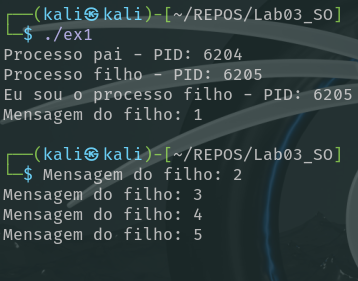 ┌──(kali㉿kali)-[~/REPOS/Lab03_SO]
└─$ ./ex1
Processo pai - PID: 6204
Processo filho - PID: 6205
Eu sou o processo filho - PID: 6205
Mensagem do filho: 1
┌──(kali㉿kali)-[~/REPOS/Lab03_SO]
└─$ Mensagem do filho: 2
Mensagem do filho: 3
Mensagem do filho: 4
Mensagem do filho: 5